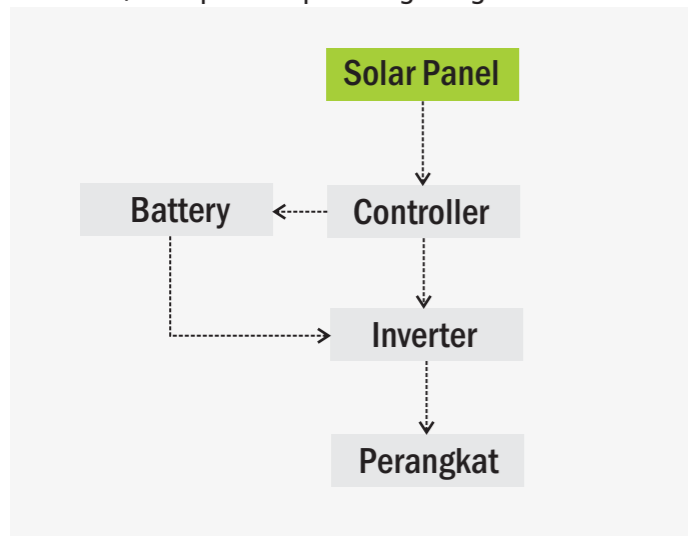 Solar Panel
Battery
Controller
Inverter
Perangkat